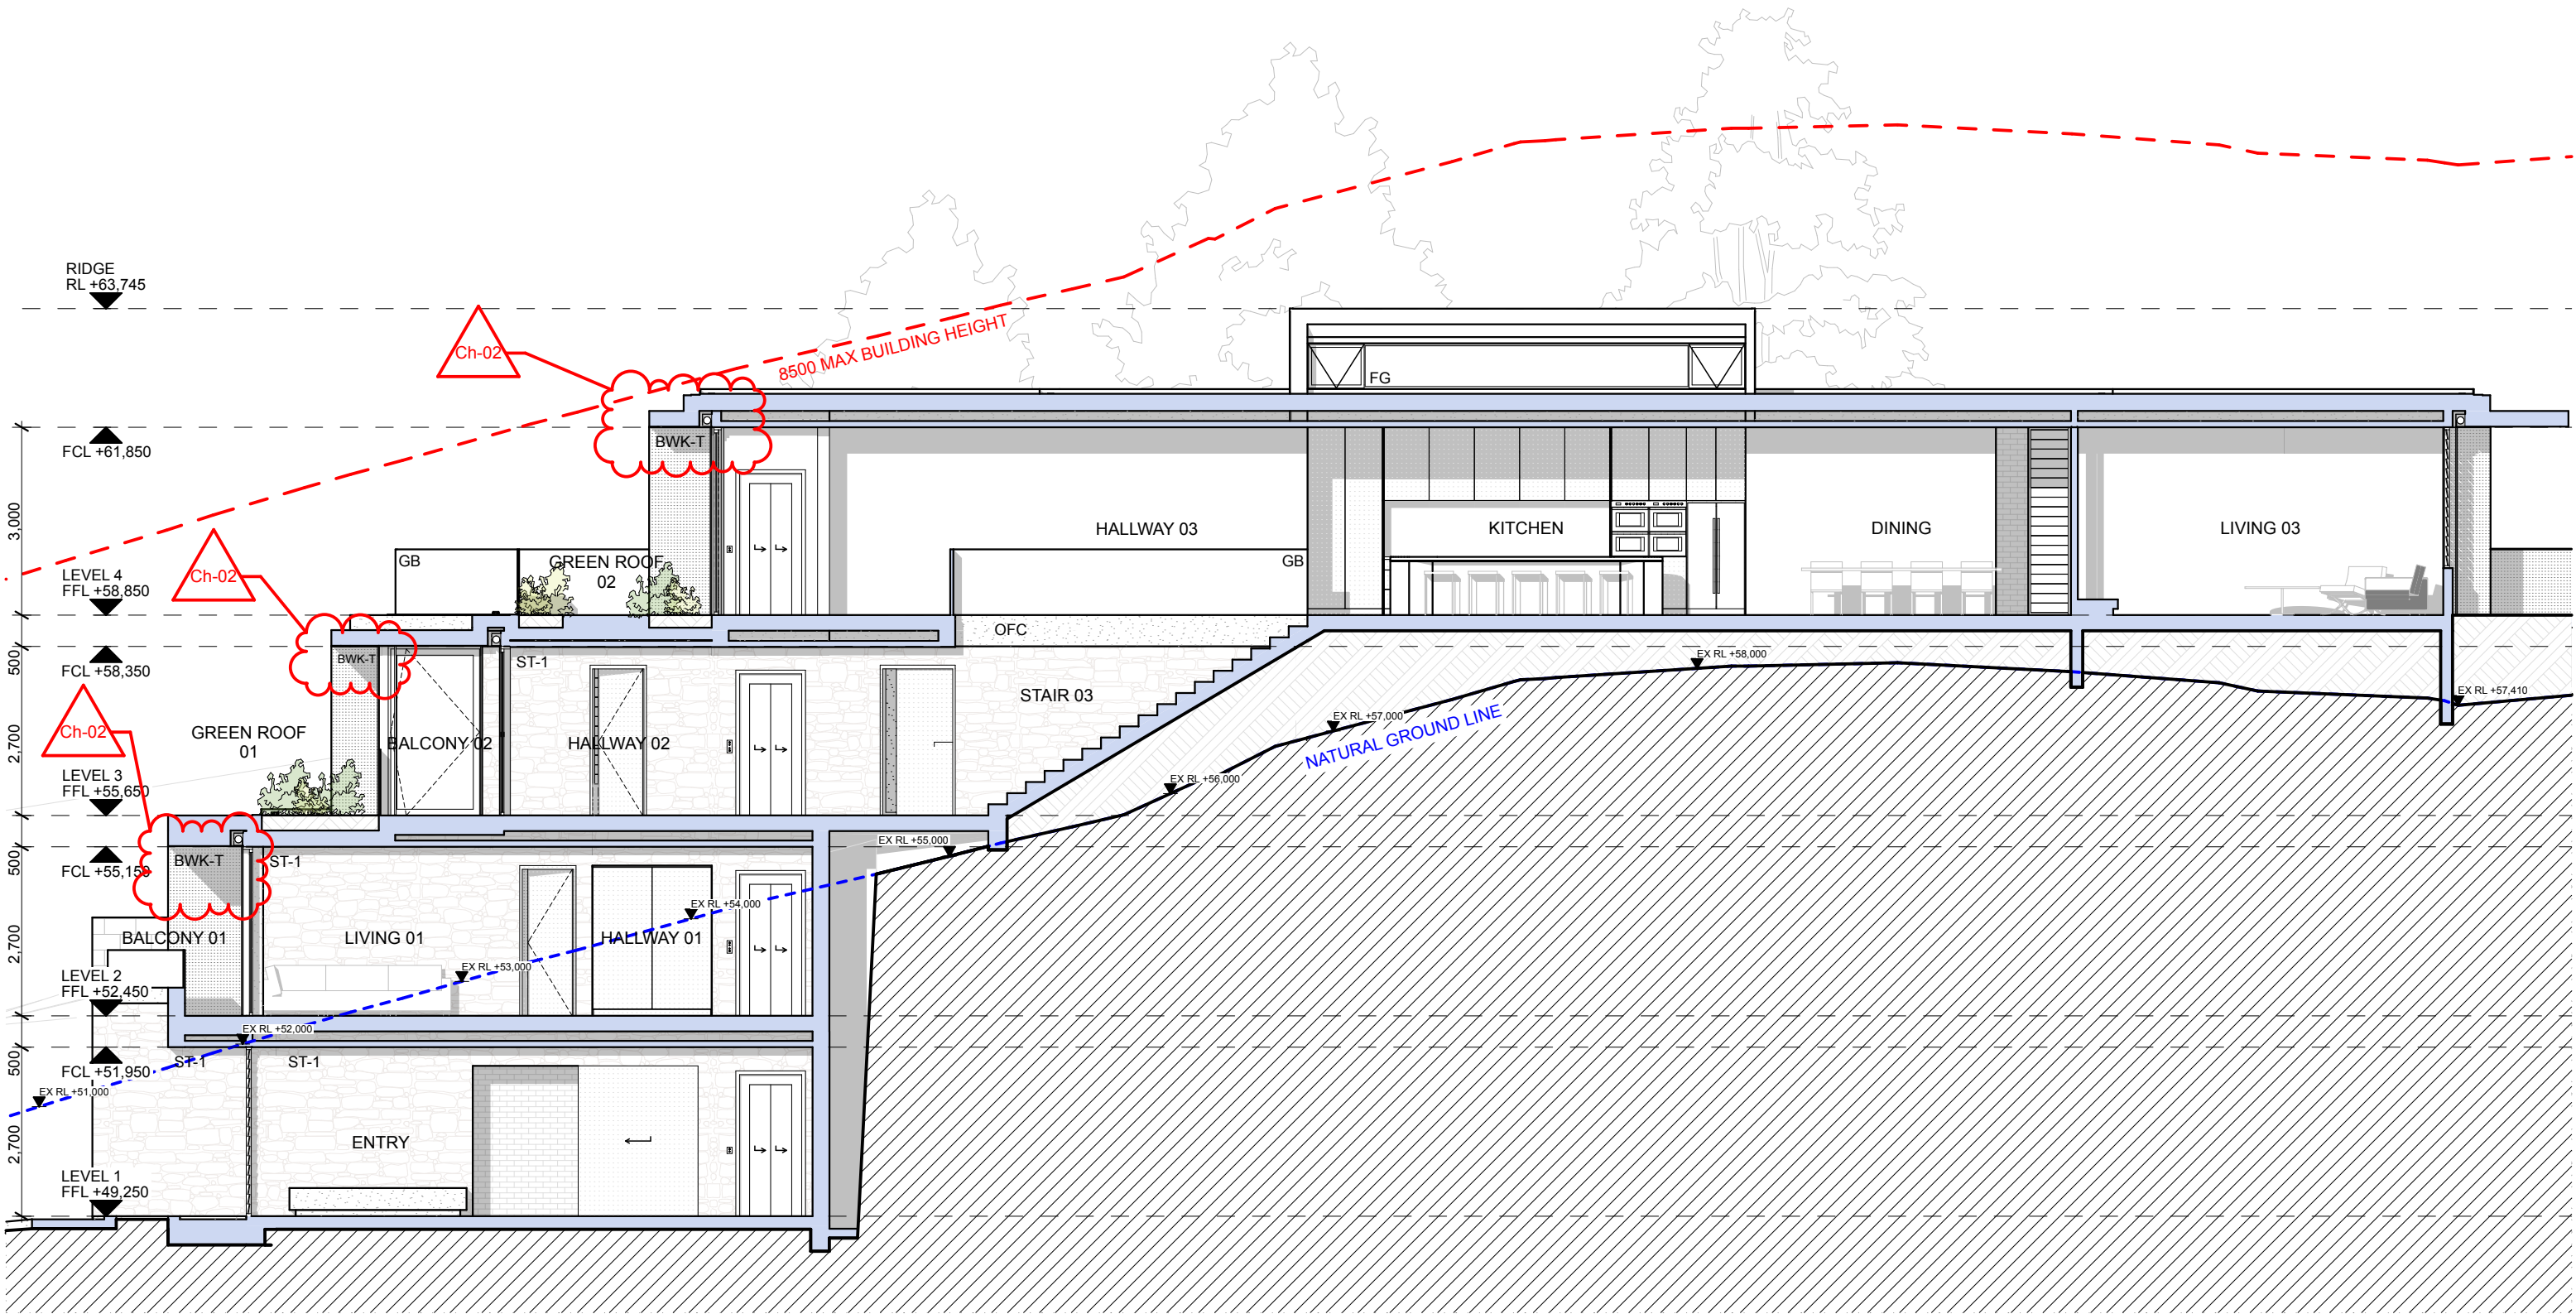 RIDGE
RL +63,745
Ch-02
8500 MAX BUILDING HEIGHT
FG
FCL +61,850
BWK-T
3,000
HALLWAY 03
KITCHEN
DINING
LIVING 03
GB
GREEN ROOF
02
GB
Ch-02
LEVEL 4
FFL +58,850
OFC
500
FCL +58,350
BWK-T
ST-1
EX RL +58,000
EX RL +57,410
STAIR 03
Ch-02
GREEN ROOF
01
BALCONY 02
HALLWAY 02
EX RL +57,000
NATURAL GROUND LINE
2,700
LEVEL 3
FFL +55,650
EX RL +56,000
EX RL +55,000
500
FCL +55,150
BWK-T
ST-1
EX RL +54,000
BALCONY 01
LIVING 01
HALLWAY 01
2,700
EX RL +53,000
LEVEL 2
FFL +52,450
EX RL +52,000
500
FCL +51,950
ST-1
ST-1
EX RL +51,000
2,700
ENTRY
LEVEL 1
FFL +49,250